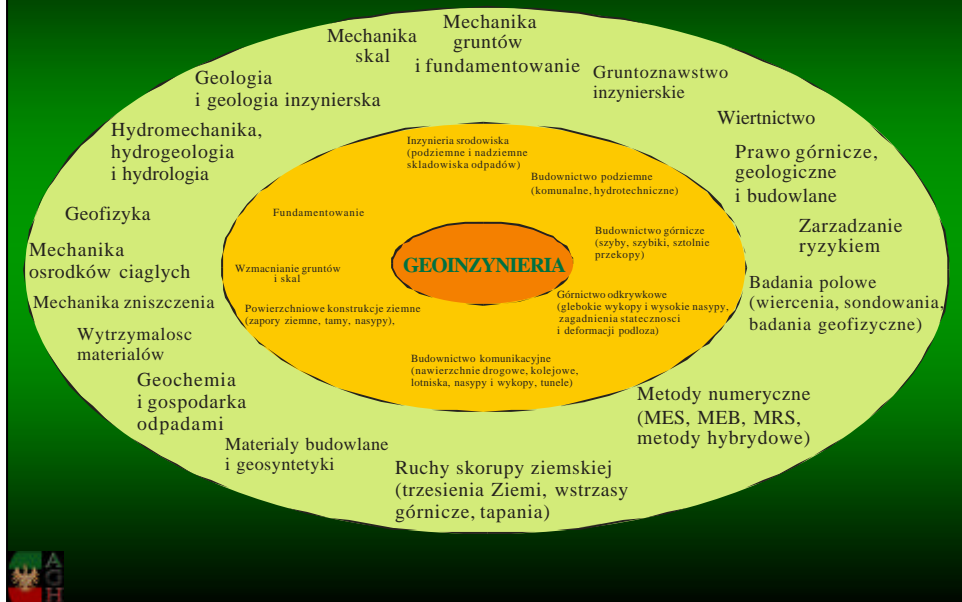 Mechanika
skal
Mechanika
gruntów
i fundamentowanie
Gruntoznawstwo
inzynierskie
Geologia
i geologia inzynierska
Wiertnictwo
Hydromechanika,
hydrogeologia
i hydrologia
Prawo górnicze,
geologiczne
i budowlane
Geofizyka
Zarzadzanie
ryzykiem
Mechanika
osrodków ciaglych
Badania polowe
(wiercenia, sondowania,
badania geofizyczne)
Mechanika zniszczenia
Wytrzymalosc
materialów
Geochemia
i gospodarka
odpadami
Metody numeryczne
(MES, MEB, MRS,
metody hybrydowe)
Materialy budowlane
i geosyntetyki
Ruchy skorupy ziemskiej
(trzesienia Ziemi, wstrzasy
górnicze, tapania)
Inzynieria srodowiska
(podziemne i nadziemne
skladowiska odpadów)
Budownictwo podziemne
(komunalne, hydrotechniczne)
Fundamentowanie
Budownictwo górnicze
(szyby, szybiki, sztolnie
przekopy)
Wzmacnianie gruntów
i skal
GEOINZYNIERIA
Powierzchniowe konstrukcje ziemne
(zapory ziemne, tamy, nasypy),
Górnictwo odkrywkowe
(glebokie wykopy i wysokie nasypy,
zagadnienia statecznosci
i deformacji podloza)
Budownictwo komunikacyjne
(nawierzchnie drogowe, kolejowe,
lotniska, nasypy i wykopy, tunele)
A
G
H